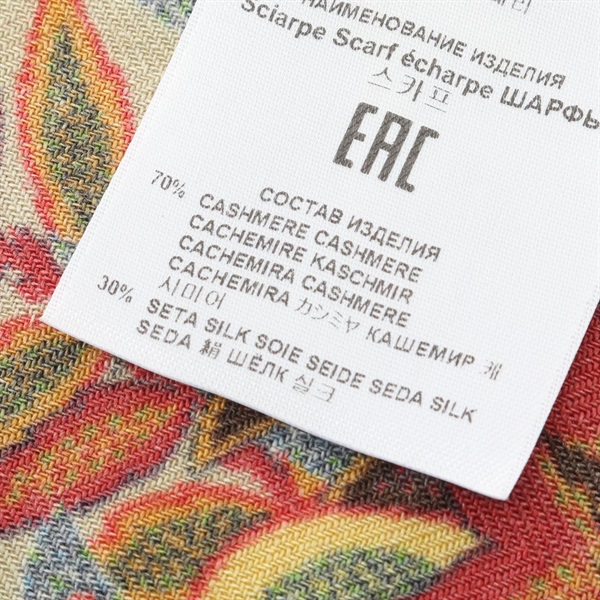 НАИМЕНОВАНИЕ ИЗДЕЛИЯ
Sciarpe Scarf écharpe ШАРФЫ
스카프
EAC
СОСТАВ ИЗДЕЛИЯ
70% CASHMERE CASHMERE
CACHEMIRE KASCHMIR
CACHEMIRA CASHMERE
CACHEMIRA カシミヤ КАШЕМИР 캐
시미어
30% SETA SILK SOIE SEIDE SEDA SILK
SEDA 絹 ШЁЛК 실크